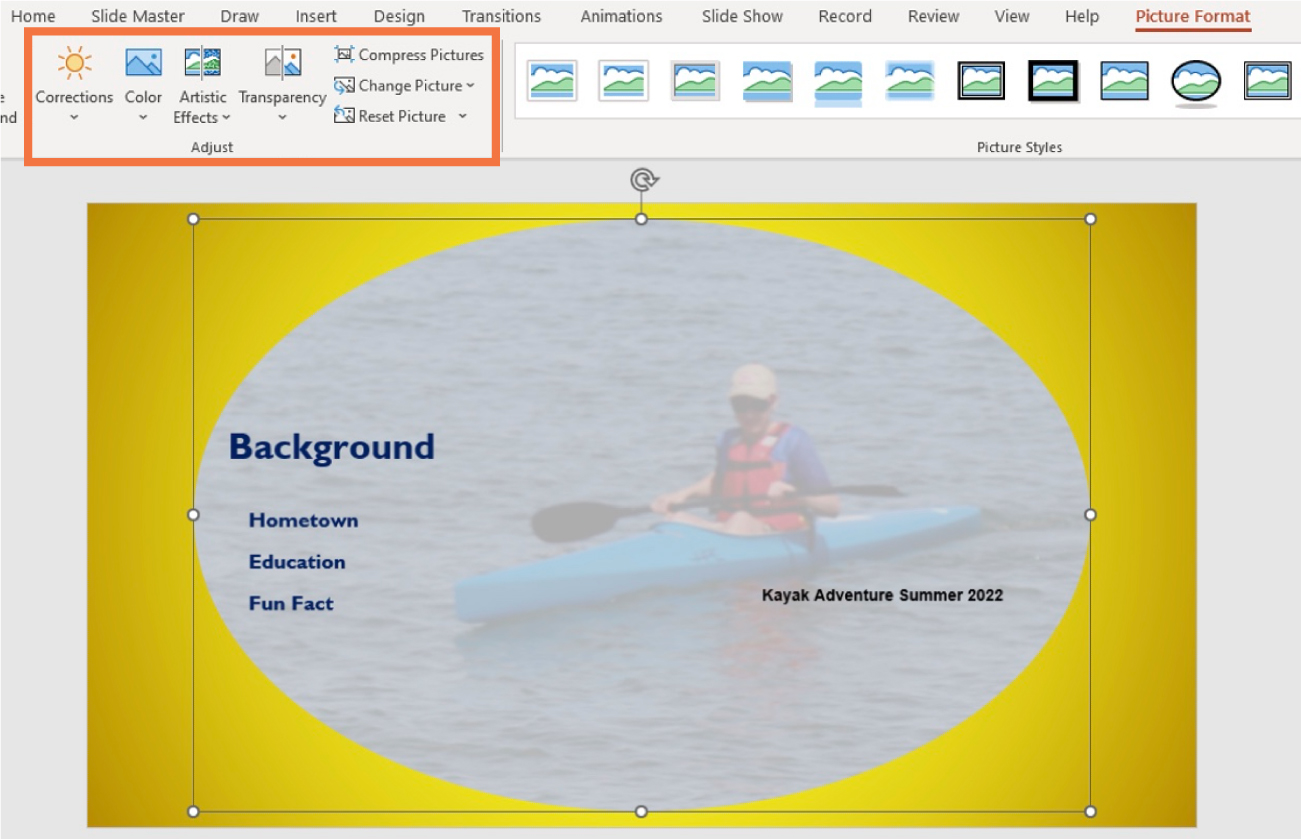 Home Slide Master Draw Insert Design Transitions Animations Slide Show Record Review View Help Picture Format
Corrections Color Artistic Effects Transparency
Compress Pictures
Change Picture
Reset Picture
Adjust
Picture Styles
Background
Hometown
Education
Fun Fact
Kayak Adventure Summer 2022